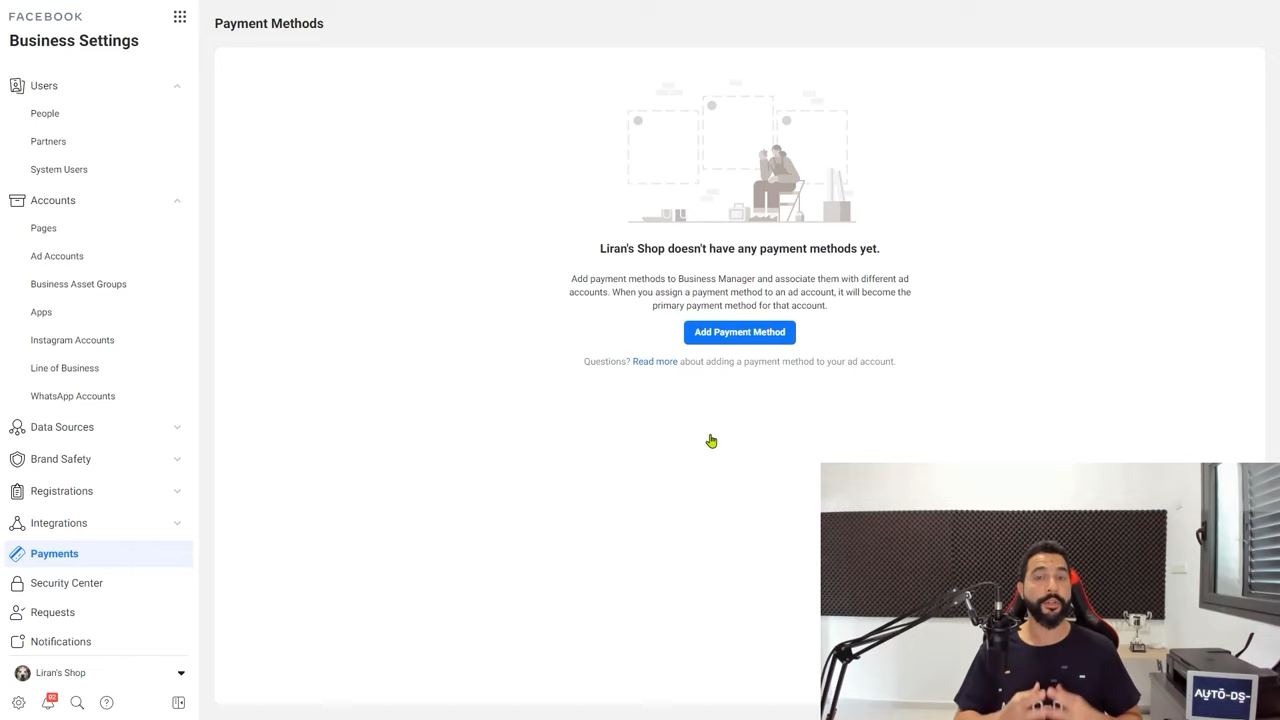 FACEBOOK
Business Settings
Users
People
Partners
System Users
Accounts
Pages
Ad Accounts
Business Asset Groups
Apps
Instagram Accounts
Line of Business
WhatsApp Accounts
Data Sources
Brand Safety
Registrations
Integrations
Payments
Security Center
Requests
Notifications
Liran's Shop
82
Payment Methods
Liran's Shop doesn't have any payment methods yet.
Add payment methods to Business Manager and associate them with different ad
accounts. When you assign a payment method to an ad account, it will become the
primary payment method for that account.
Add Payment Method
Questions? Read more about adding a payment method to your ad account.
AUTO-DS-